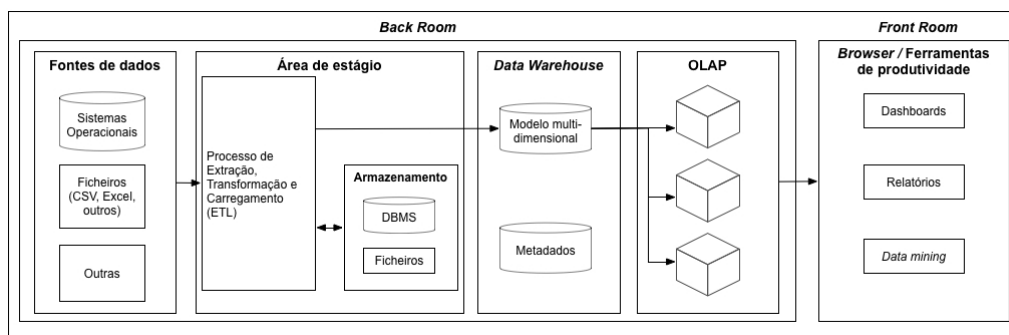 Back Room
Front Room
Fontes de dados
Sistemas
Operacionais
Ficheiros
(CSV, Excel,
outros)
Outras
Área de estágio
Processo de
Extração,
Transformação e
Carregamento
(ETL)
Armazenamento
DBMS
Ficheiros
Data Warehouse
Modelo multi-
dimensional
Metadados
OLAP
Browser / Ferramentas
de produtividade
Dashboards
Relatórios
Data mining